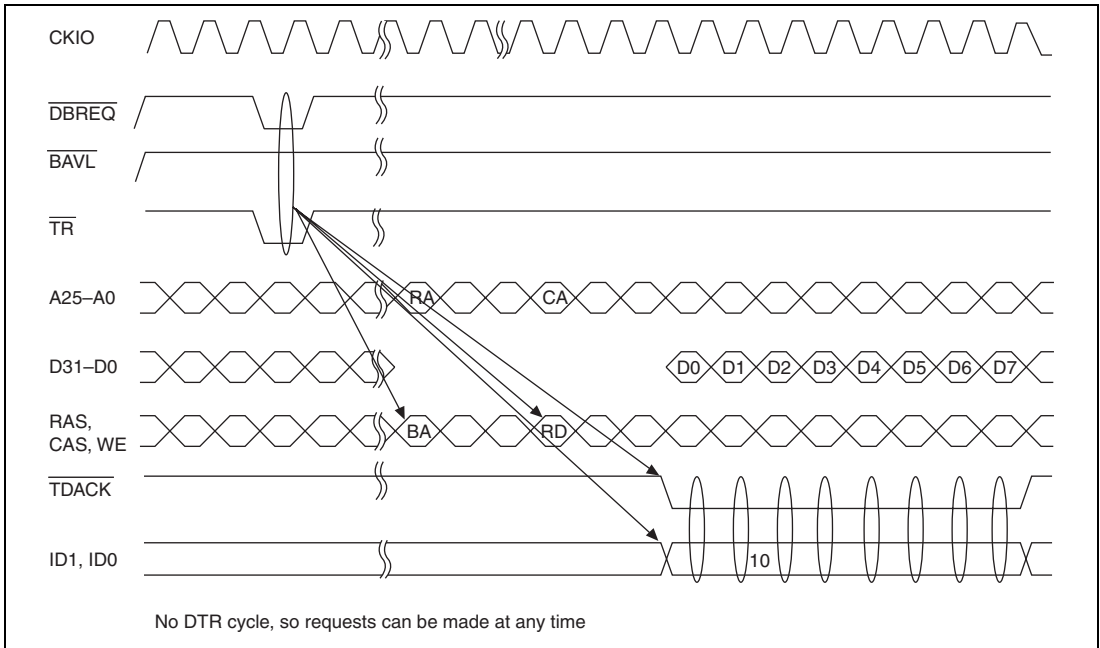 CKIO
DBREQ
BAVL
TR
A25–A0 RA CA
D31–D0 D0 D1 D2 D3 D4 D5 D6 D7
RAS,
CAS, WE BA RD
TDACK
ID1, ID0 10
No DTR cycle, so requests can be made at any time